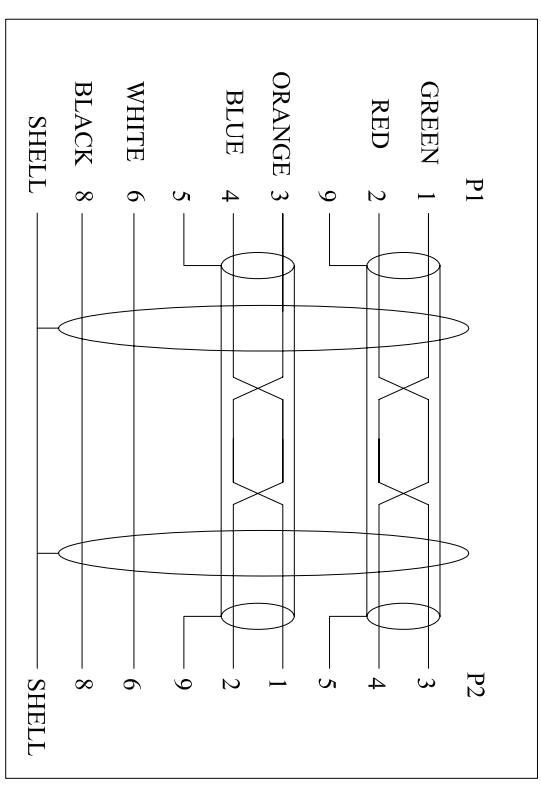 P1 P2
GREEN 1 3
RED 2 4
9 5
ORANGE 3 1
BLUE 4 2
5 9
WHITE 6 6
BLACK 8 8
SHELL SHELL